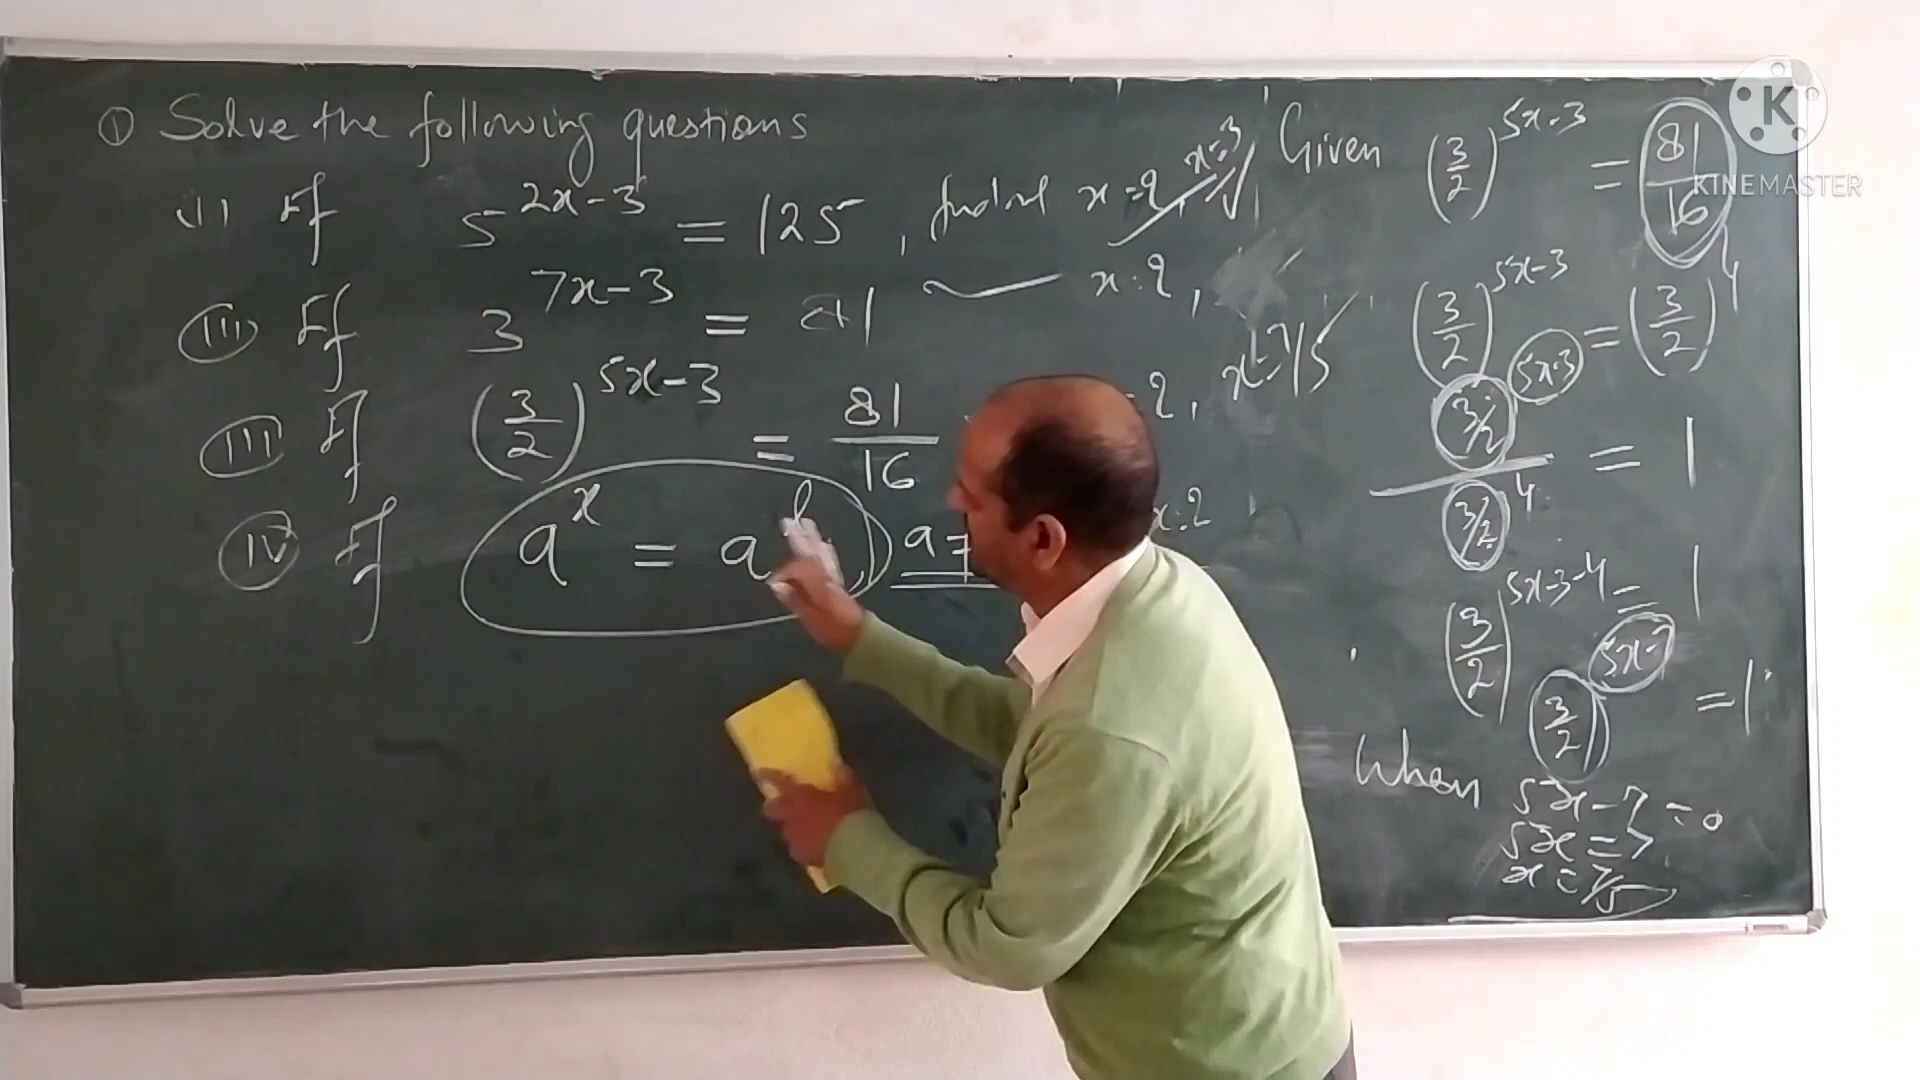 ① Solve the following questions
(i) If 5^{2x-3} = 125, find x = ?, x=3
(ii) If 3^{7x-3} = 81 x = ?,
(iii) If (3/2)^{5x-3} = 81/16 = ?, x=7/5
(iv) If a^x = a a = x = ?
Given (3/2)^{5x-3} = 81/16
(3/2)^{5x-3} = (3/2)^4
(3/2)^{5x-3} / (3/2)^4 = 1
(3/2)^{5x-3-4} = 1
(3/2)^{5x-7} = 1
When 5x-7=0
5x=7
x=7/5
K
KINEMASTER